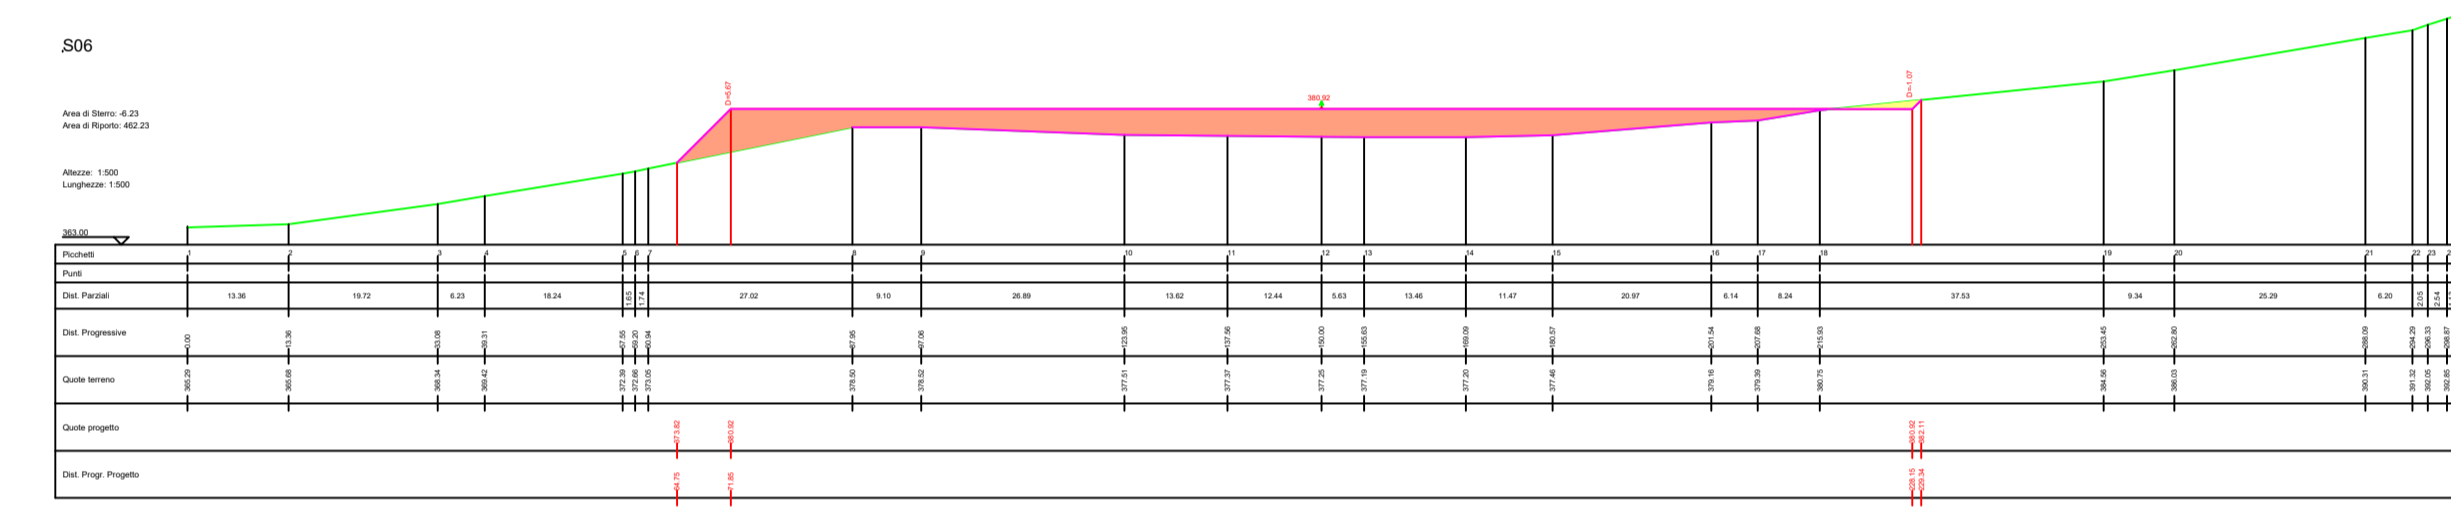 S06
D=5.67
380.92
D=-1.07
Area di Sterro: -6.23
Area di Riporto: 462.23
Altezze: 1:500
Lunghezze: 1:500
363.00
Picchetti 1 2 3 4 5 6 7 8 9 10 11 12 13 14 15 16 17 18 19 20 21 22 23
Punti
Dist. Parziali 13.36 19.72 6.23 18.24 1.65 1.74 27.02 9.10 26.89 13.62 12.44 5.63 13.46 11.47 20.97 6.14 8.24 37.53 9.34 25.29 6.20 2.05 2.54
Dist. Progressive 0.00 13.36 33.08 39.31 57.55 59.20 60.94 87.95 97.06 123.95 137.56 150.00 155.63 169.09 180.57 201.54 207.68 215.93 253.45 262.80 288.09 294.29 296.33 298.87
Quote terreno 365.29 365.68 368.34 369.42 372.39 372.66 373.05 378.50 378.52 377.51 377.37 377.25 377.19 377.20 377.46 379.16 379.39 380.75 384.56 386.03 390.31 391.32 392.05 392.85
Quote progetto 373.82 380.92 380.92 382.11
Dist. Progr. Progetto 64.75 71.85 228.15 229.34